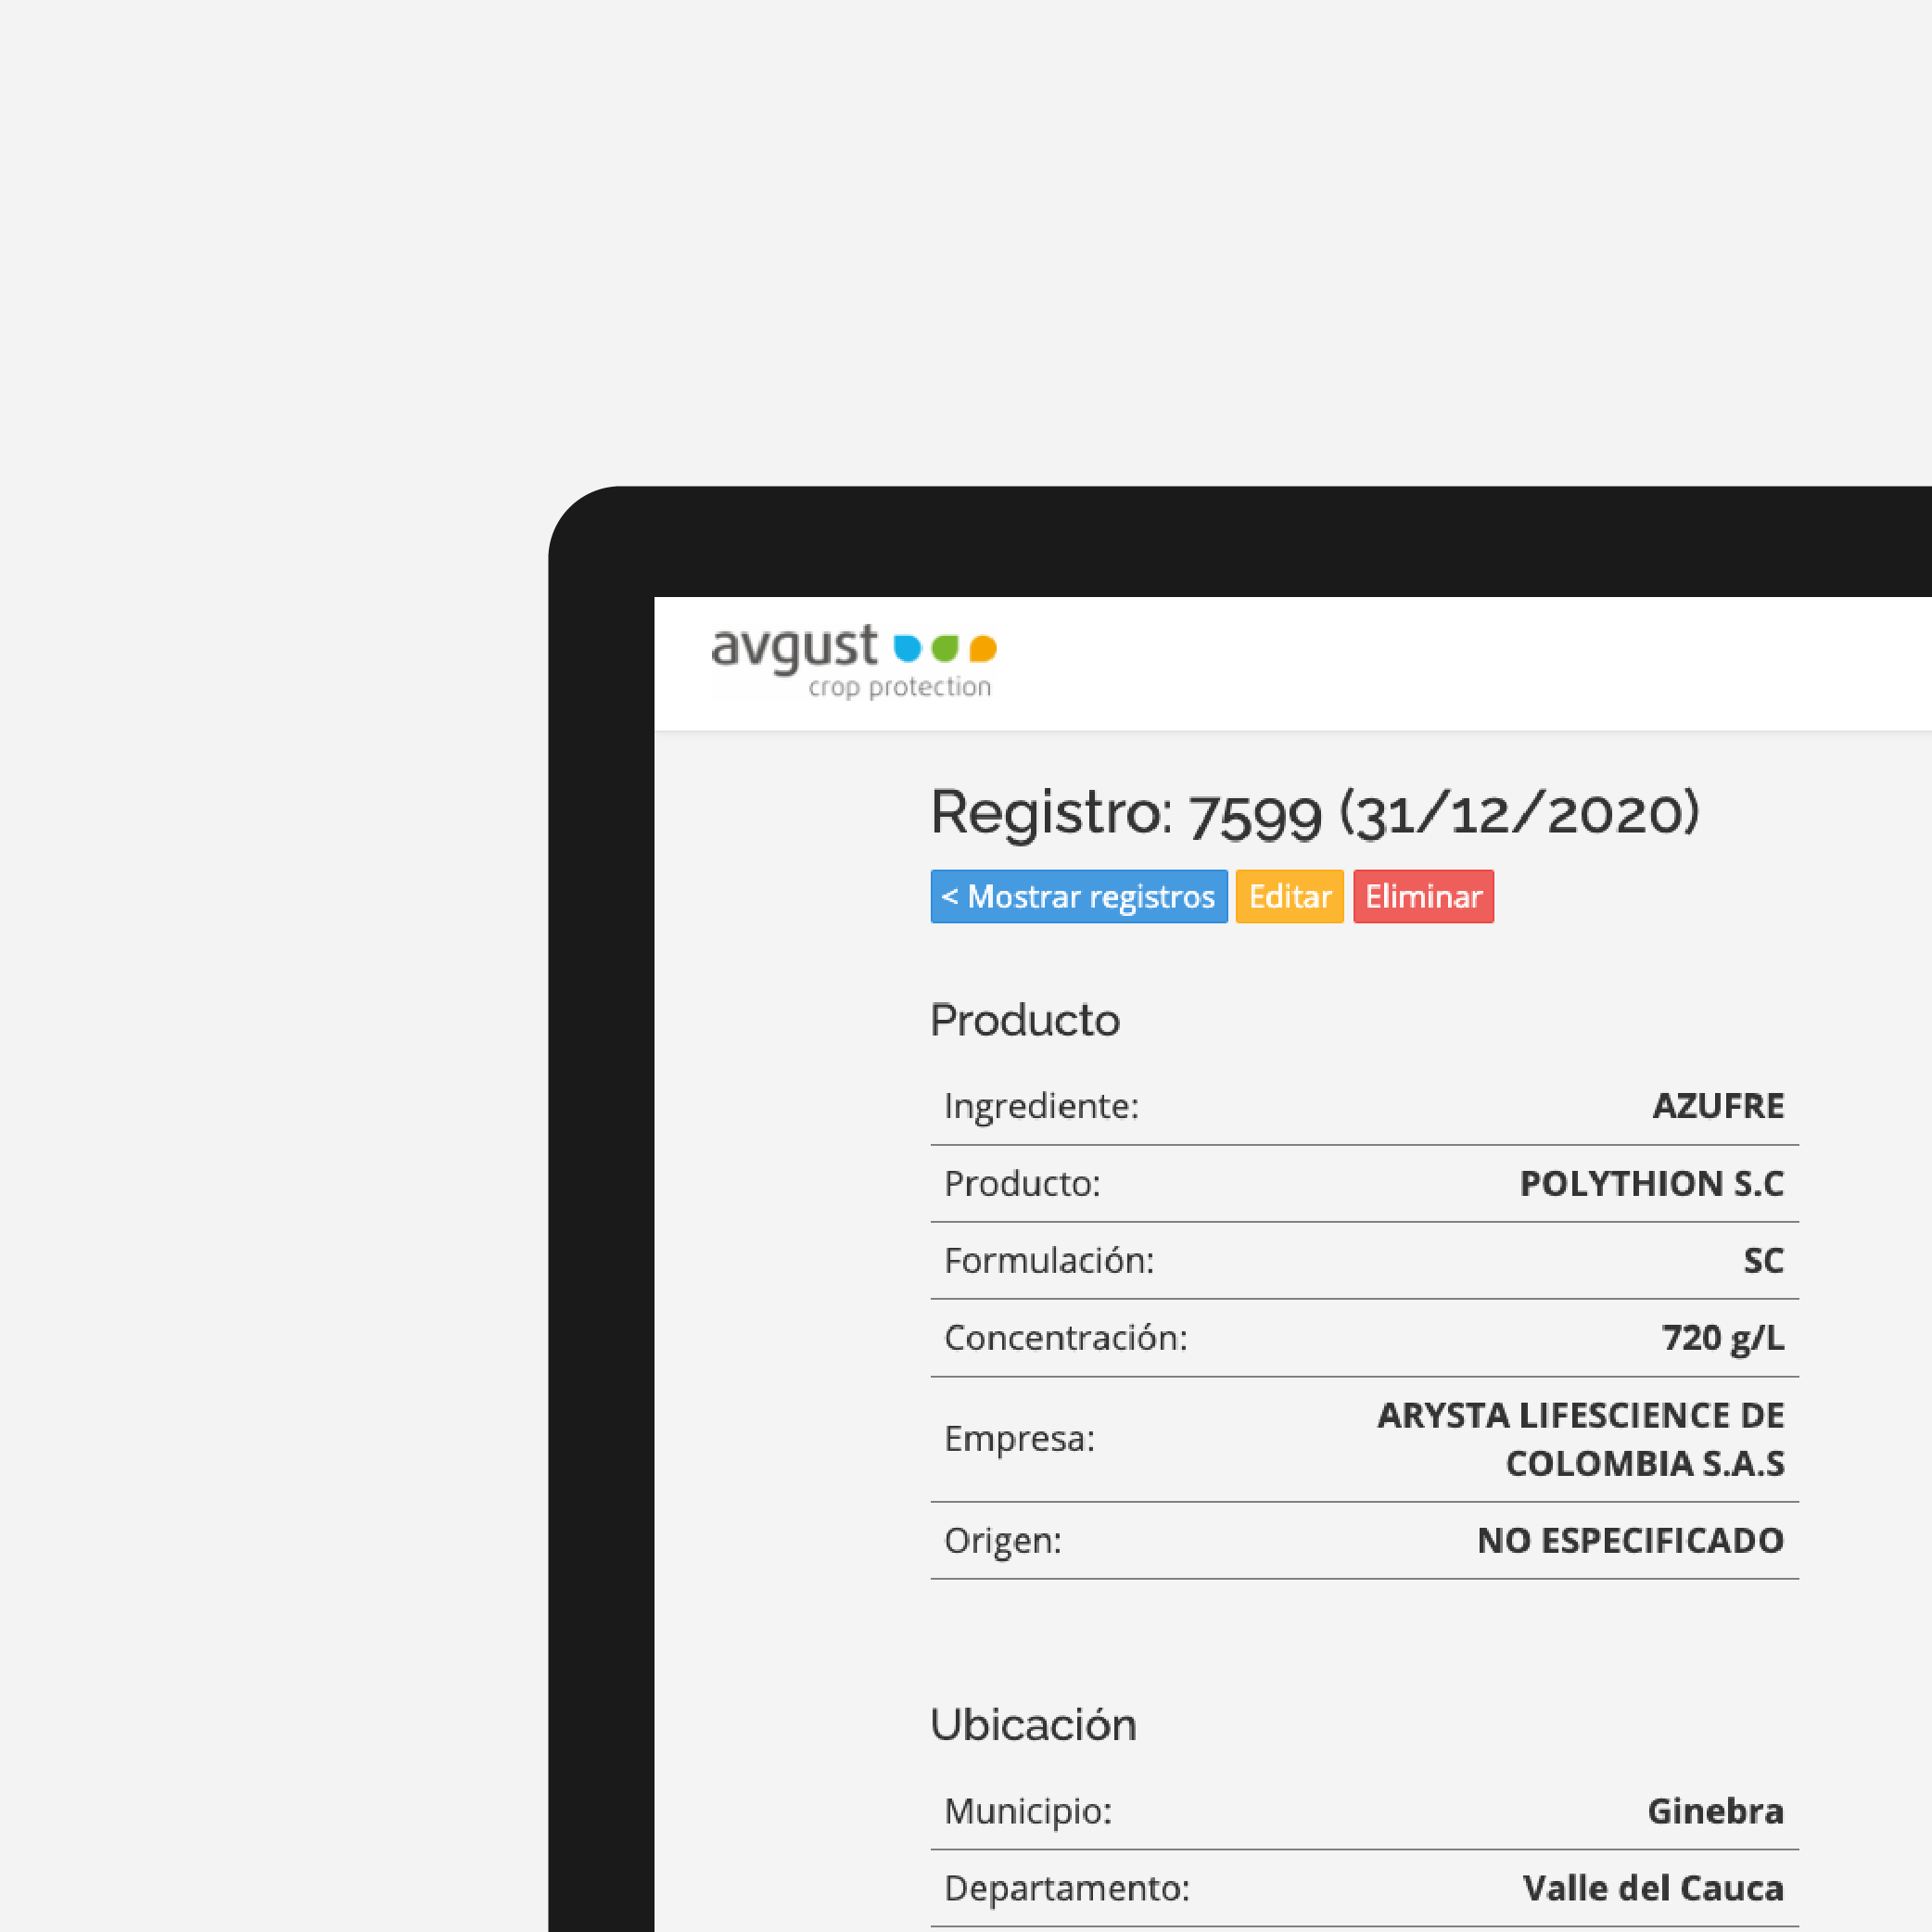 avgust
crop protection
Registro: 7599 (31/12/2020)
< Mostrar registros Editar Eliminar
Producto
Ingrediente: AZUFRE
Producto: POLYTHION S.C
Formulación: SC
Concentración: 720 g/L
Empresa: ARYSTA LIFESCIENCE DE
COLOMBIA S.A.S
Origen: NO ESPECIFICADO
Ubicación
Municipio: Ginebra
Departamento: Valle del Cauca